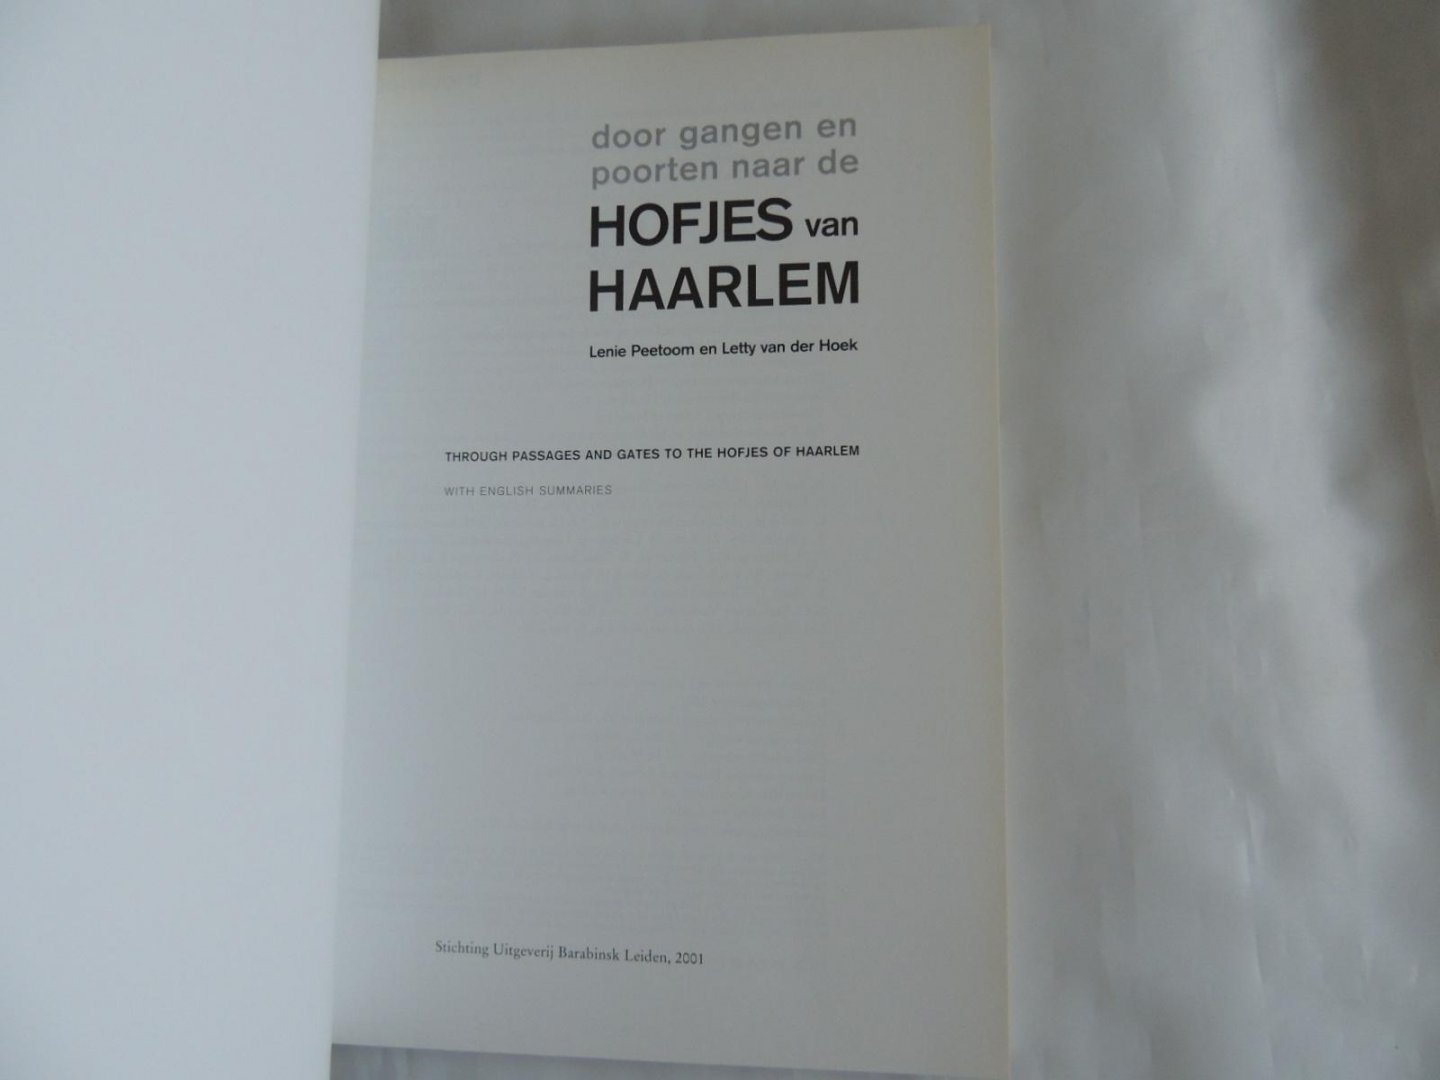 door gangen en
poorten naar de
HOFJES van
HAARLEM
Lenie Peetoom en Letty van der Hoek
THROUGH PASSAGES AND GATES TO THE HOFJES OF HAARLEM
WITH ENGLISH SUMMARIES
Stichting Uitgeverij Barabinsk Leiden, 2001